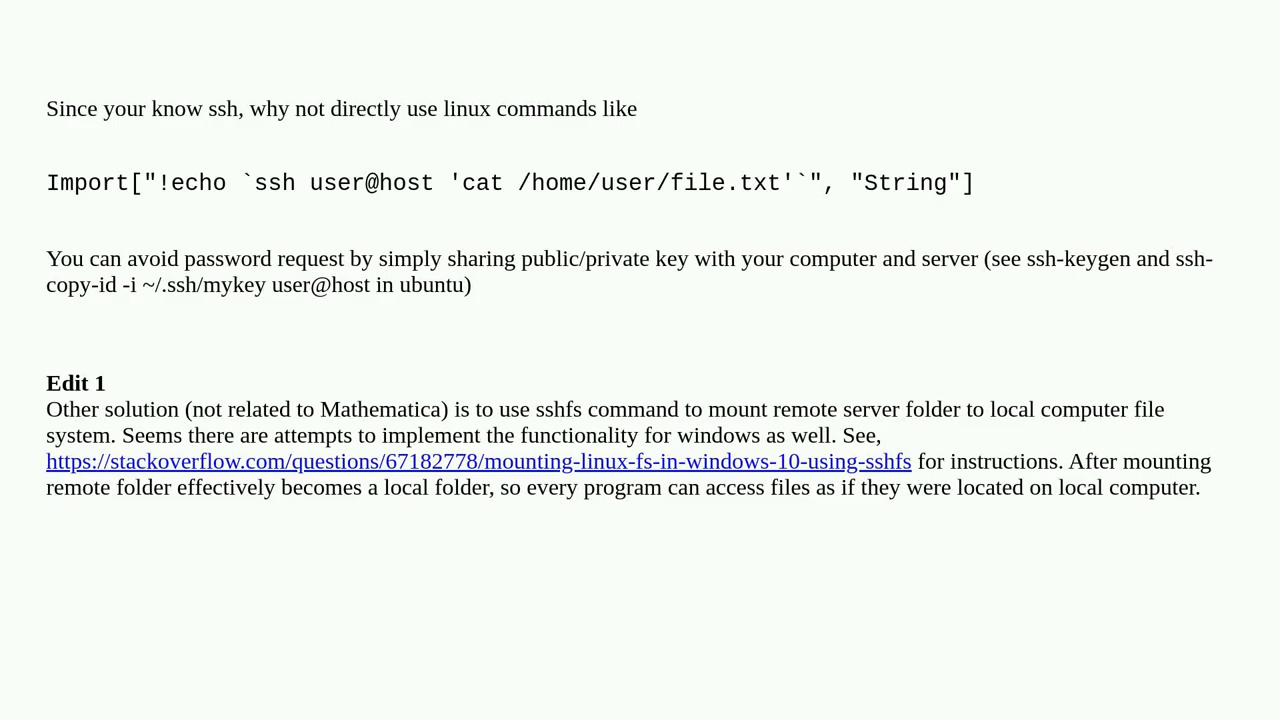 Since your know ssh, why not directly use linux commands like
Import["!echo `ssh user@host 'cat /home/user/file.txt'`", "String"]
You can avoid password request by simply sharing public/private key with your computer and server (see ssh-keygen and ssh-
copy-id -i ~/.ssh/mykey user@host in ubuntu)
Edit 1
Other solution (not related to Mathematica) is to use sshfs command to mount remote server folder to local computer file
system. Seems there are attempts to implement the functionality for windows as well. See,
https://stackoverflow.com/questions/67182778/mounting-linux-fs-in-windows-10-using-sshfs for instructions. After mounting
remote folder effectively becomes a local folder, so every program can access files as if they were located on local computer.